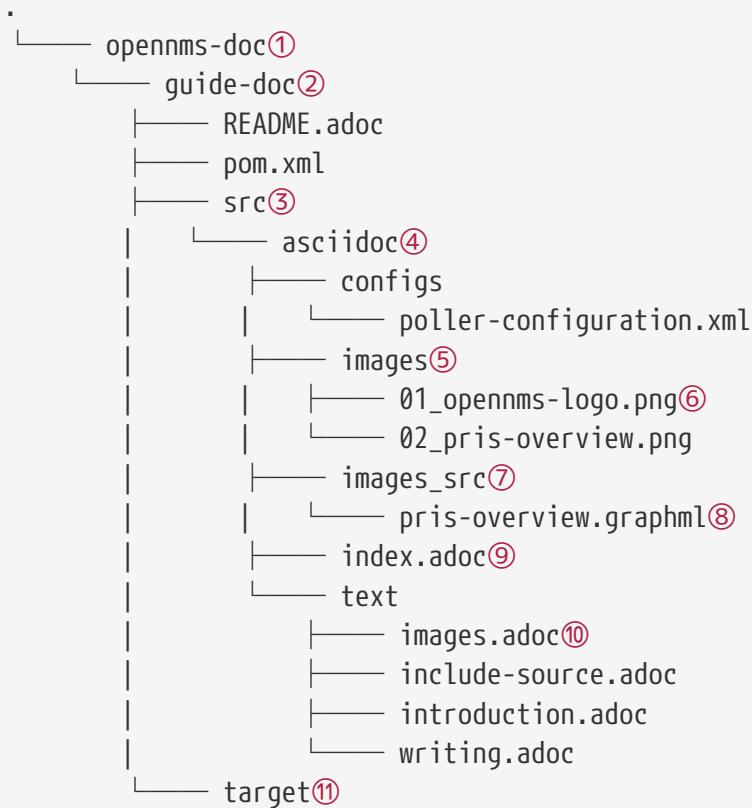 .
└── opennms-doc①
    └── guide-doc②
        ├── README.adoc
        ├── pom.xml
        ├── src③
        |   └── asciidoc④
        |       ├── configs
        |       |   └── poller-configuration.xml
        |       ├── images⑤
        |       |   ├── 01_opennms-logo.png⑥
        |       |   └── 02_pris-overview.png
        |       ├── images_src⑦
        |       |   └── pris-overview.graphml⑧
        |       ├── index.adoc⑨
        |       └── text
        |           ├── images.adoc⑩
        |           ├── include-source.adoc
        |           ├── introduction.adoc
        |           └── writing.adoc
        └── target⑪